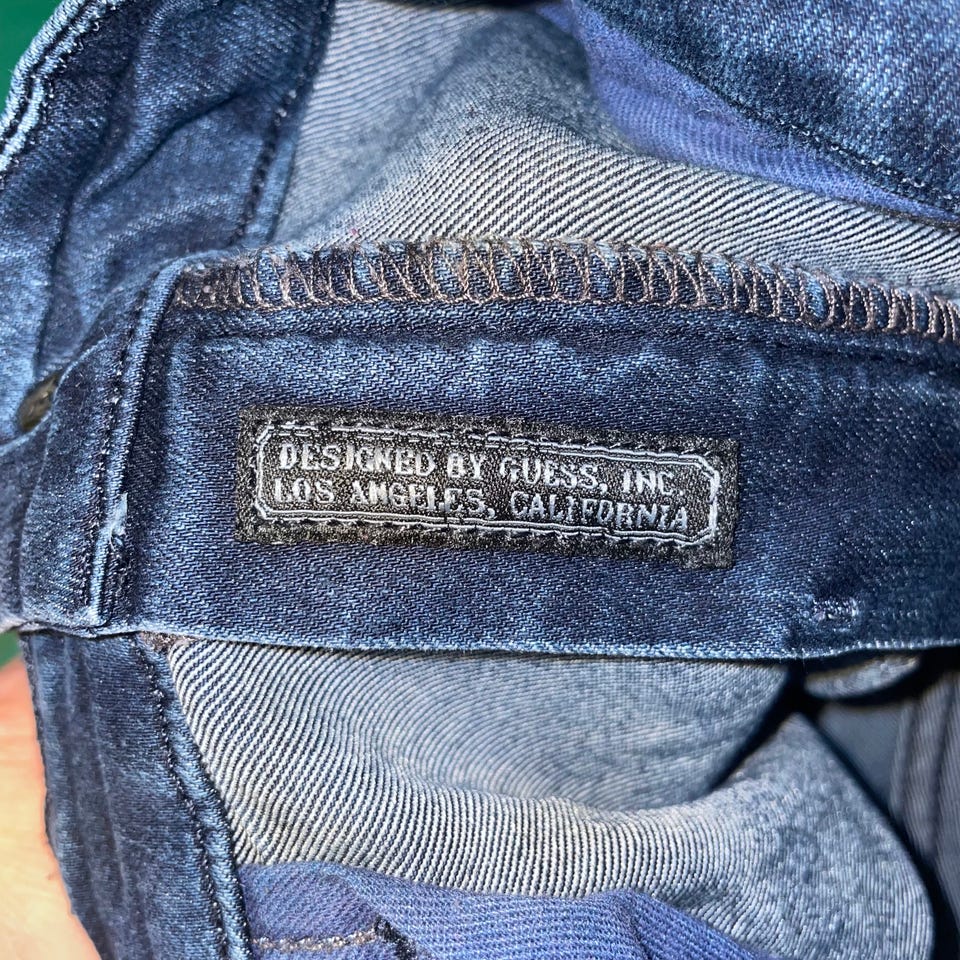 DESIGNED BY GUESS, INC.
LOS ANGELES, CALIFORNIA